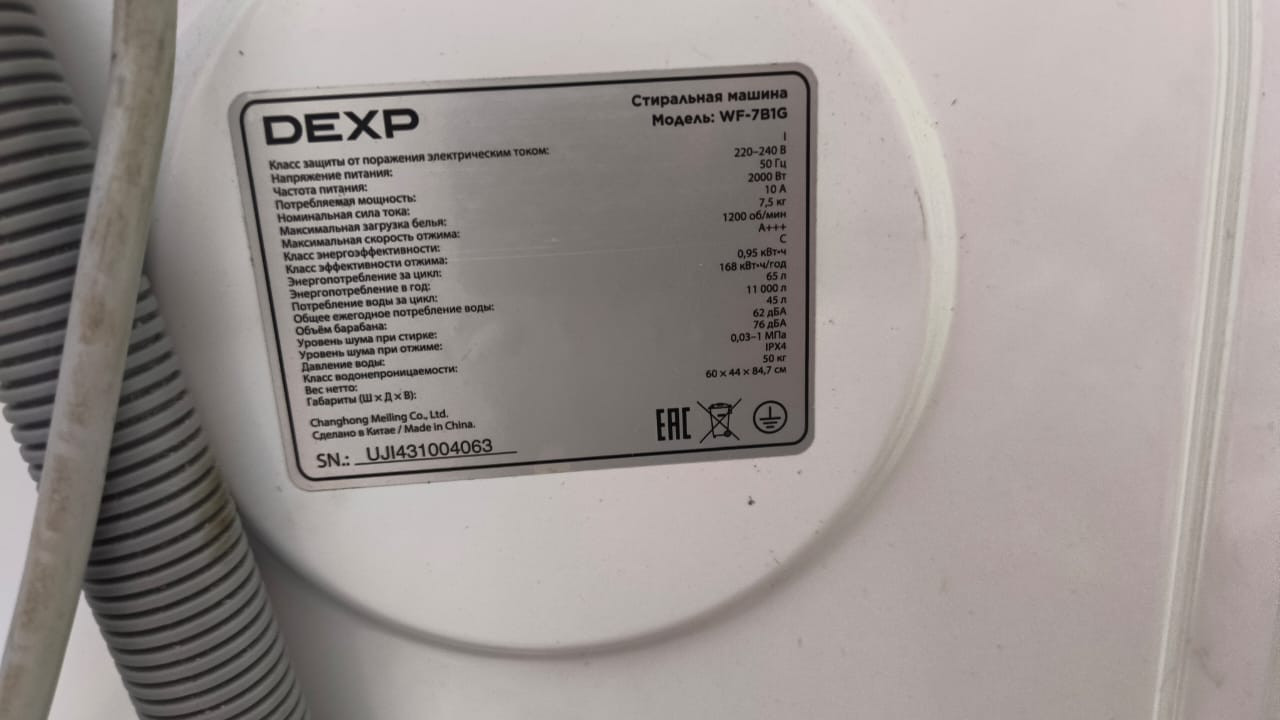 DEXP
Стиральная машина
Модель: WF-7B1G
Класс защиты от поражения электрическим током: I
Напряжение питания: 220–240 В
Частота питания: 50 Гц
Потребляемая мощность: 2000 Вт
Номинальная сила тока: 10 А
Максимальная загрузка белья: 7,5 кг
Максимальная скорость отжима: 1200 об/мин
Класс энергоэффективности: А+++
Класс эффективности отжима: С
Энергопотребление за цикл: 0,95 кВт•ч
Энергопотребление в год: 168 кВт•ч/год
Потребление воды за цикл: 65 л
Общее ежегодное потребление воды: 11 000 л
Объём барабана: 45 л
Уровень шума при стирке: 62 дБА
Уровень шума при отжиме: 76 дБА
Давление воды: 0,03–1 МПа
Класс водонепроницаемости: IPX4
Вес нетто: 50 кг
Габариты (Ш × Д × В): 60 × 44 × 84,7 см
Changhong Meiling Co., Ltd.
Сделано в Китае / Made in China.
SN.: UJI431004063
EAC